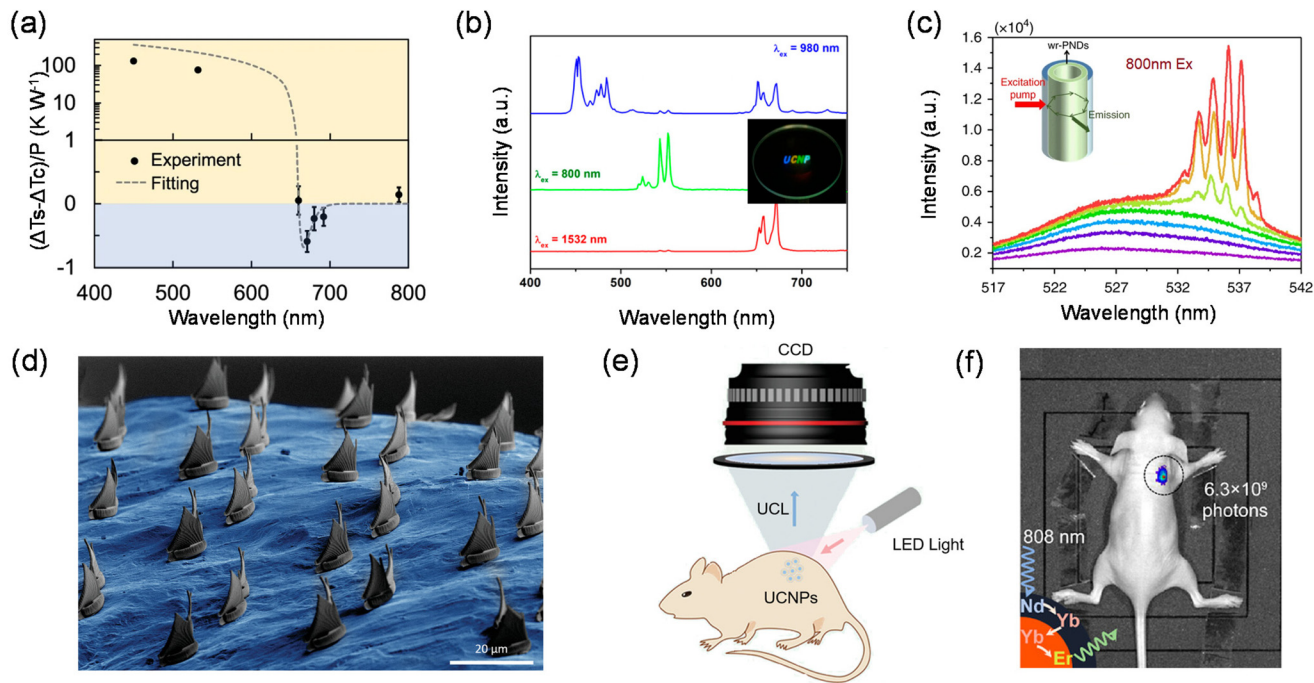 (a)
(ΔTs-ΔTc)/P (K W⁻¹)
100
10
1
0
-1
Experiment
Fitting
400 500 600 700 800
Wavelength (nm)
(b)
Intensity (a.u.)
λex = 980 nm
λex = 800 nm
λex = 1532 nm
UCNP
400 500 600 700
Wavelength (nm)
(c)
(×10⁴)
1.6
1.4
1.2
1.0
0.8
0.6
0.4
0.2
Intensity (a.u.)
wr-PNDs
800nm Ex
Excitation
pump
Emission
517 522 527 532 537 542
Wavelength (nm)
(d)
20 µm
(e)
CCD
UCL
LED Light
UCNPs
(f)
6.3×10⁹
photons
808 nm
Nd
Yb
Yb
Er